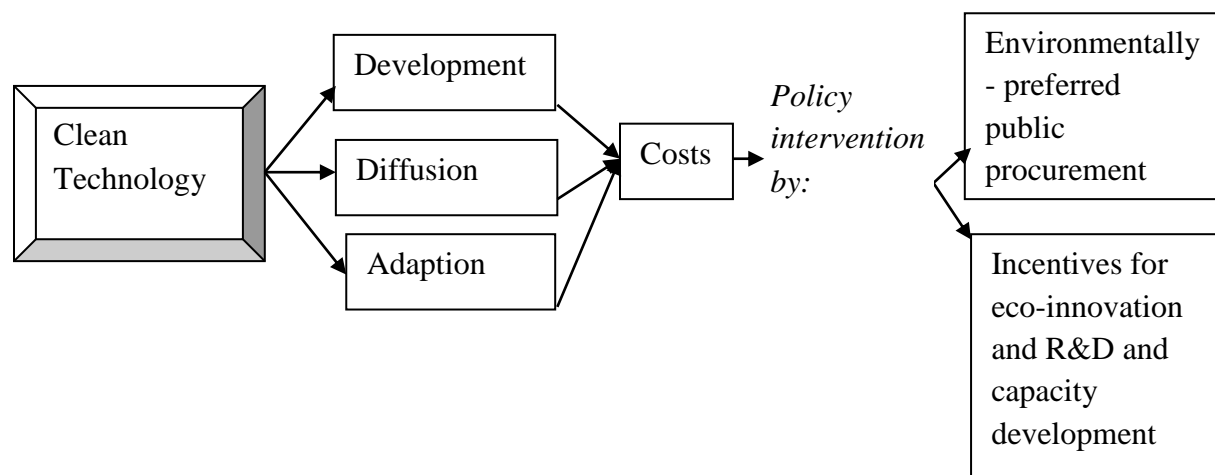 Clean
Technology
Development
Diffusion
Adaption
Costs
Policy
intervention
by:
Environmentally
- preferred
public
procurement
Incentives for
eco-innovation
and R&D and
capacity
development